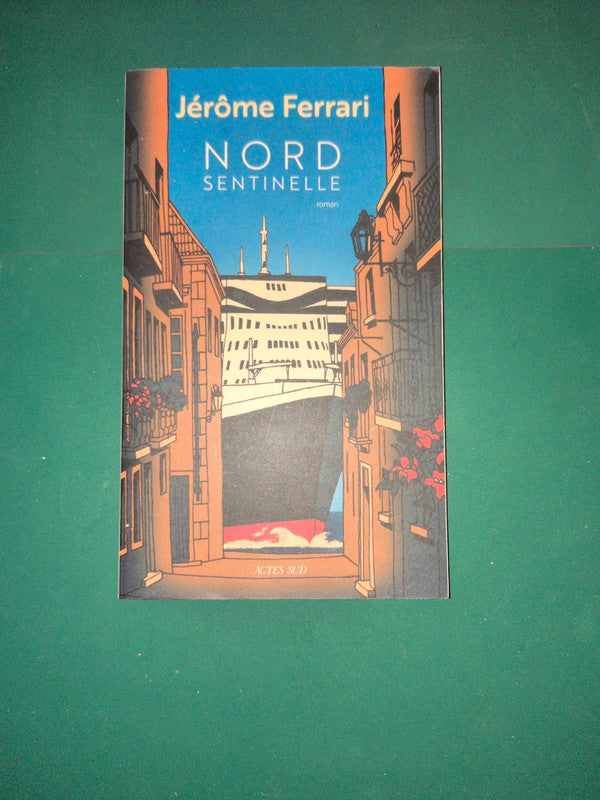 Jérôme Ferrari
NORD
SENTINELLE
roman
ACTES SUD